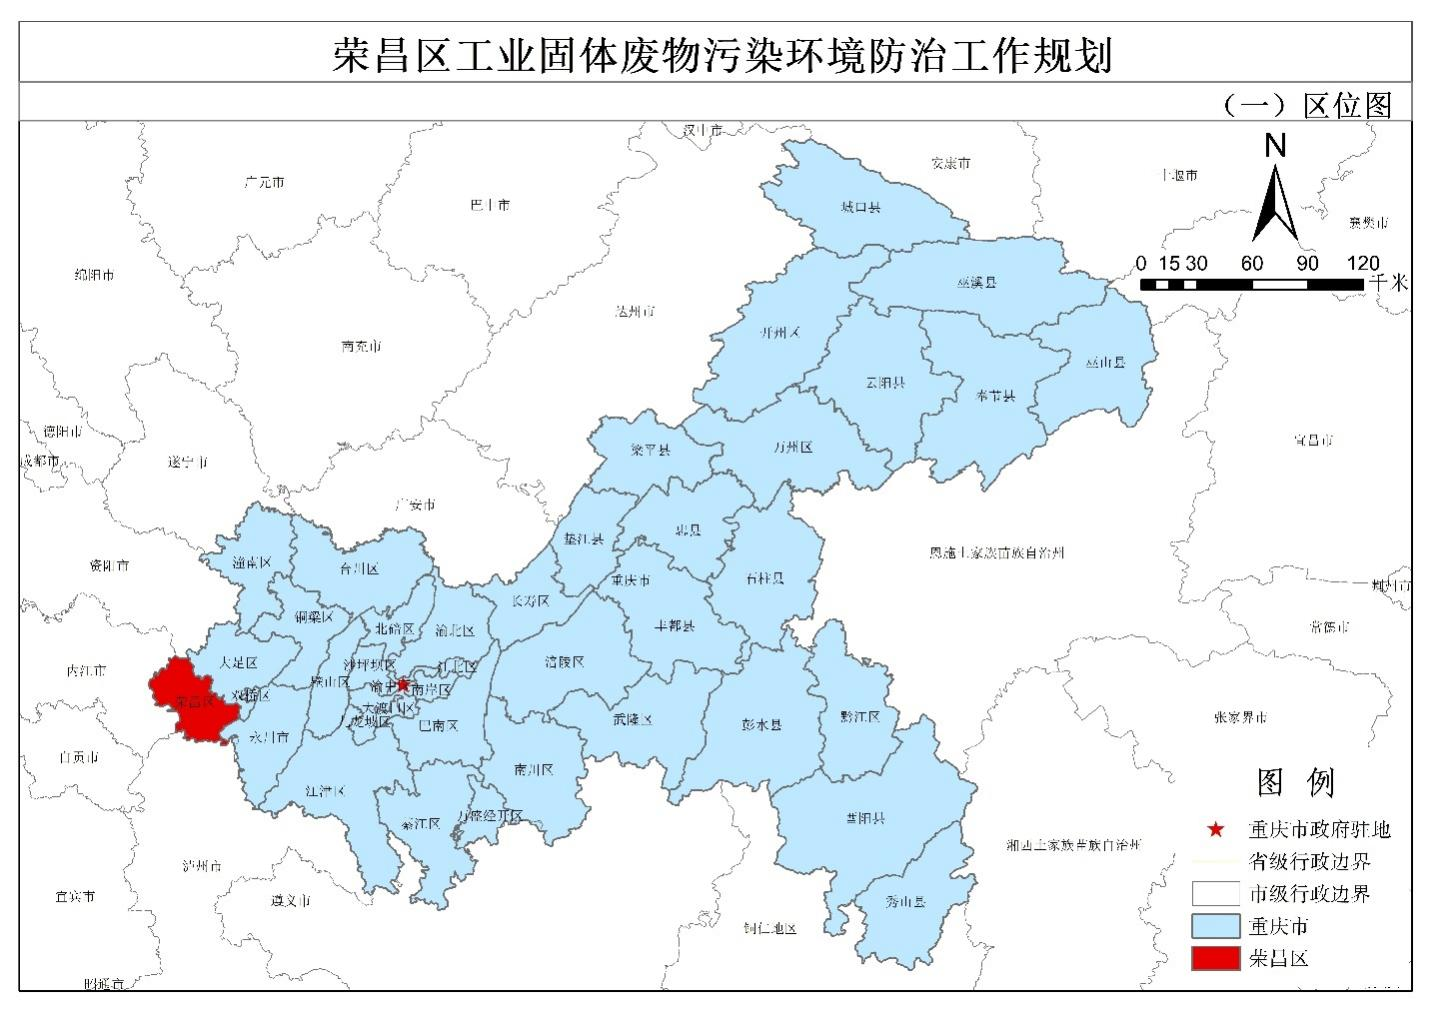 荣昌区工业固体废物污染环境防治工作规划
（一）区位图
汉中市
安康市
十堰市
襄樊市
广元市
巴中市
城口县
N
0 15 30 60 90 120
千米
绵阳市
巫溪县
达州市
开州区
南充市
巫山县
云阳县
奉节县
德阳市
成都市
遂宁市
梁平县
万州区
宜昌市
广安市
忠县
垫江县
恩施土家族苗族自治州
资阳市
潼南区
合川区
重庆市
石柱县
荆州市
长寿区
铜梁区
北碚区
渝北区
丰都县
常德市
内江市
大足区
沙坪坝区
江北区
涪陵区
璧山区
渝中区
南岸区
荣昌区
双桥区
大渡口区
九龙坡区
巴南区
武隆区
彭水县
黔江区
张家界市
自贡市
永川市
南川区
江津区
綦江区
万盛经开区
酉阳县
湘西土家族苗族自治州
泸州市
宜宾市
遵义市
秀山县
铜仁地区
昭通市
图 例
重庆市政府驻地
省级行政边界
市级行政边界
重庆市
荣昌区